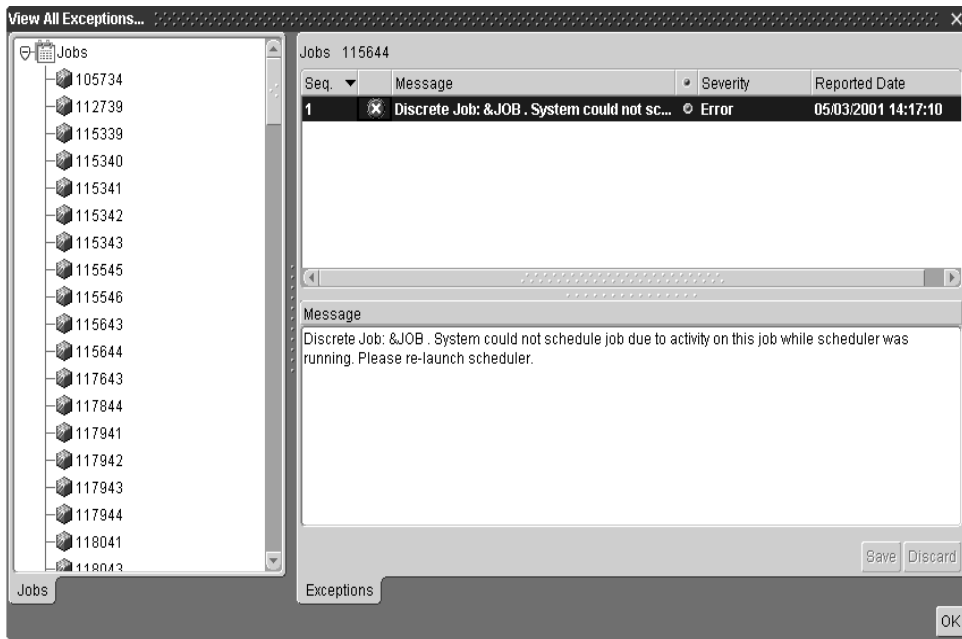 View All Exceptions...
Jobs
105734
112739
115339
115340
115341
115342
115343
115545
115546
115643
115644
117643
117844
117941
117942
117943
117944
118041
118043
Jobs
Jobs 115644
Seq. Message Severity Reported Date
1 Discrete Job: &JOB . System could not sc... Error 05/03/2001 14:17:10
Message
Discrete Job: &JOB . System could not schedule job due to activity on this job while scheduler was
running. Please re-launch scheduler.
Save Discard
Exceptions
OK